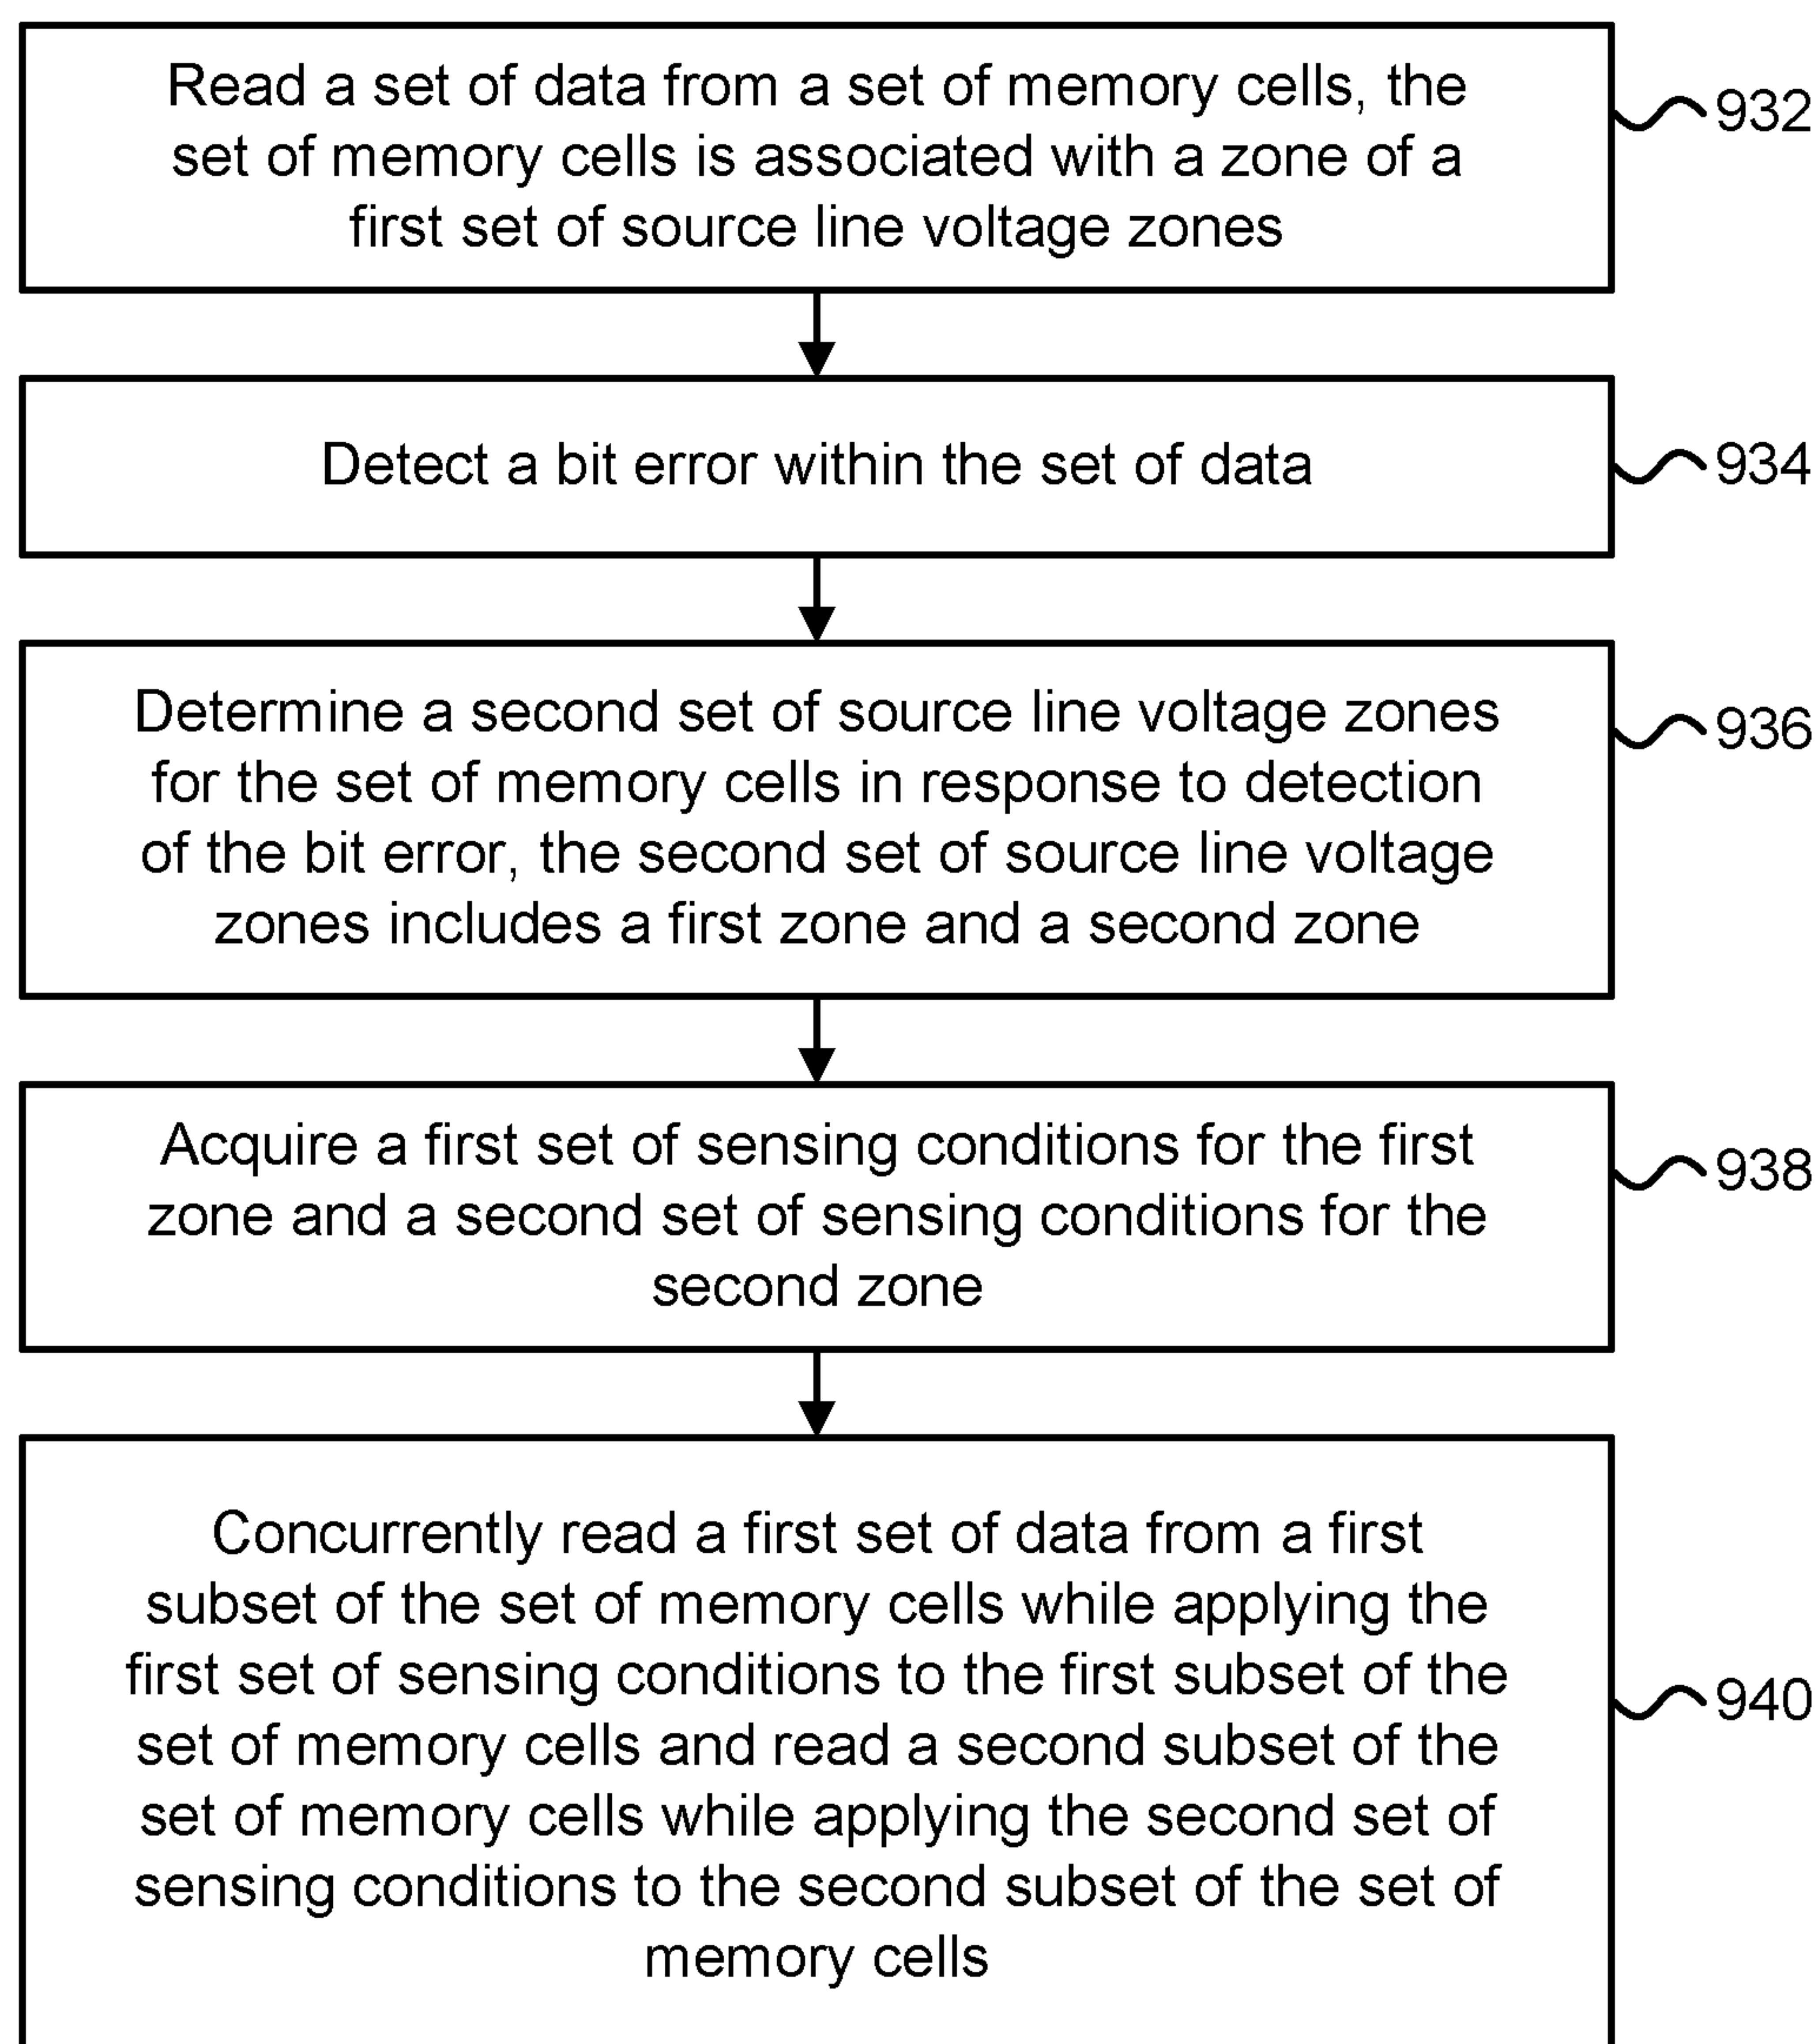 Read a set of data from a set of memory cells, the
set of memory cells is associated with a zone of a
first set of source line voltage zones
932
Detect a bit error within the set of data
934
Determine a second set of source line voltage zones
for the set of memory cells in response to detection
of the bit error, the second set of source line voltage
zones includes a first zone and a second zone
936
Acquire a first set of sensing conditions for the first
zone and a second set of sensing conditions for the
second zone
938
Concurrently read a first set of data from a first
subset of the set of memory cells while applying the
first set of sensing conditions to the first subset of the
set of memory cells and read a second subset of the
set of memory cells while applying the second set of
sensing conditions to the second subset of the set of
memory cells
940